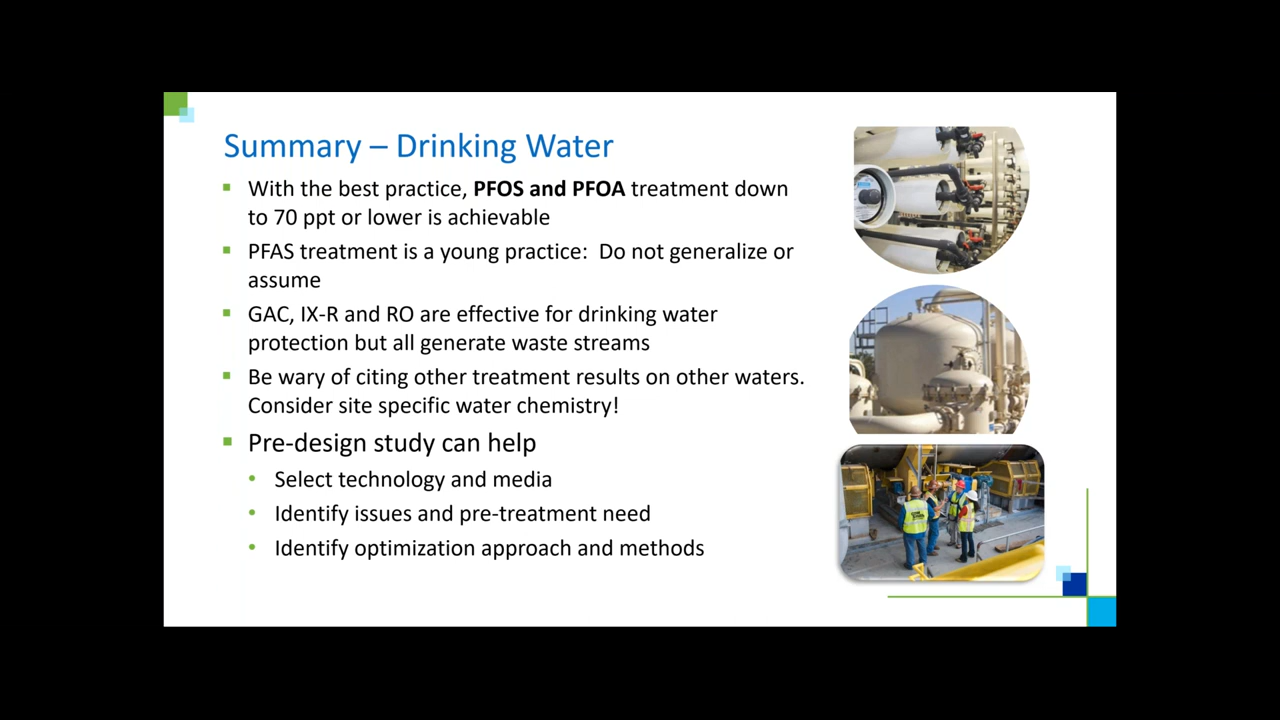 Summary – Drinking Water
With the best practice, PFOS and PFOA treatment down
to 70 ppt or lower is achievable
PFAS treatment is a young practice:  Do not generalize or
assume
GAC, IX-R and RO are effective for drinking water
protection but all generate waste streams
Be wary of citing other treatment results on other waters.
Consider site specific water chemistry!
Pre-design study can help
Select technology and media
Identify issues and pre-treatment need
Identify optimization approach and methods